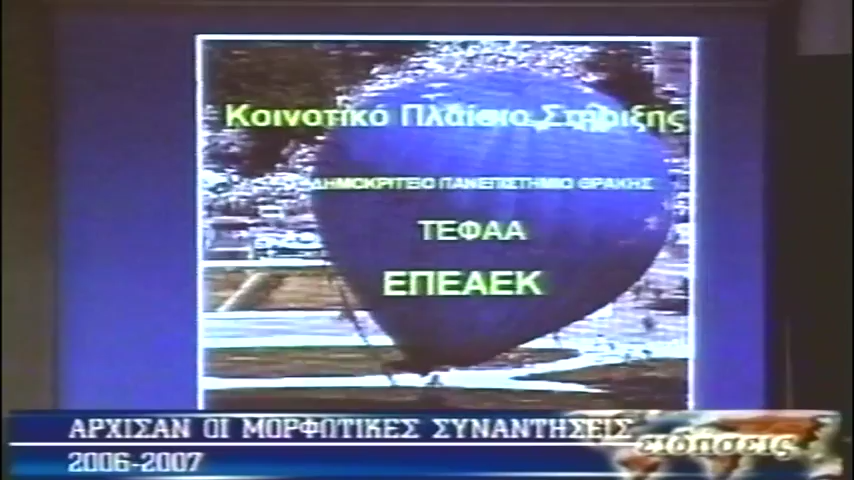 Κοινοτικό Πλαίσιο Στήριξης
ΔΗΜΟΚΡΙΤΕΙΟ ΠΑΝΕΠΙΣΤΗΜΙΟ ΘΡΑΚΗΣ
ΤΕΦΑΑ
ΕΠΕΑΕΚ
ΑΡΧΙΣΑΝ ΟΙ ΜΟΡΦΩΤΙΚΕΣ ΣΥΝΑΝΤΗΣΕΙΣ
ειδήσεις
2006-2007